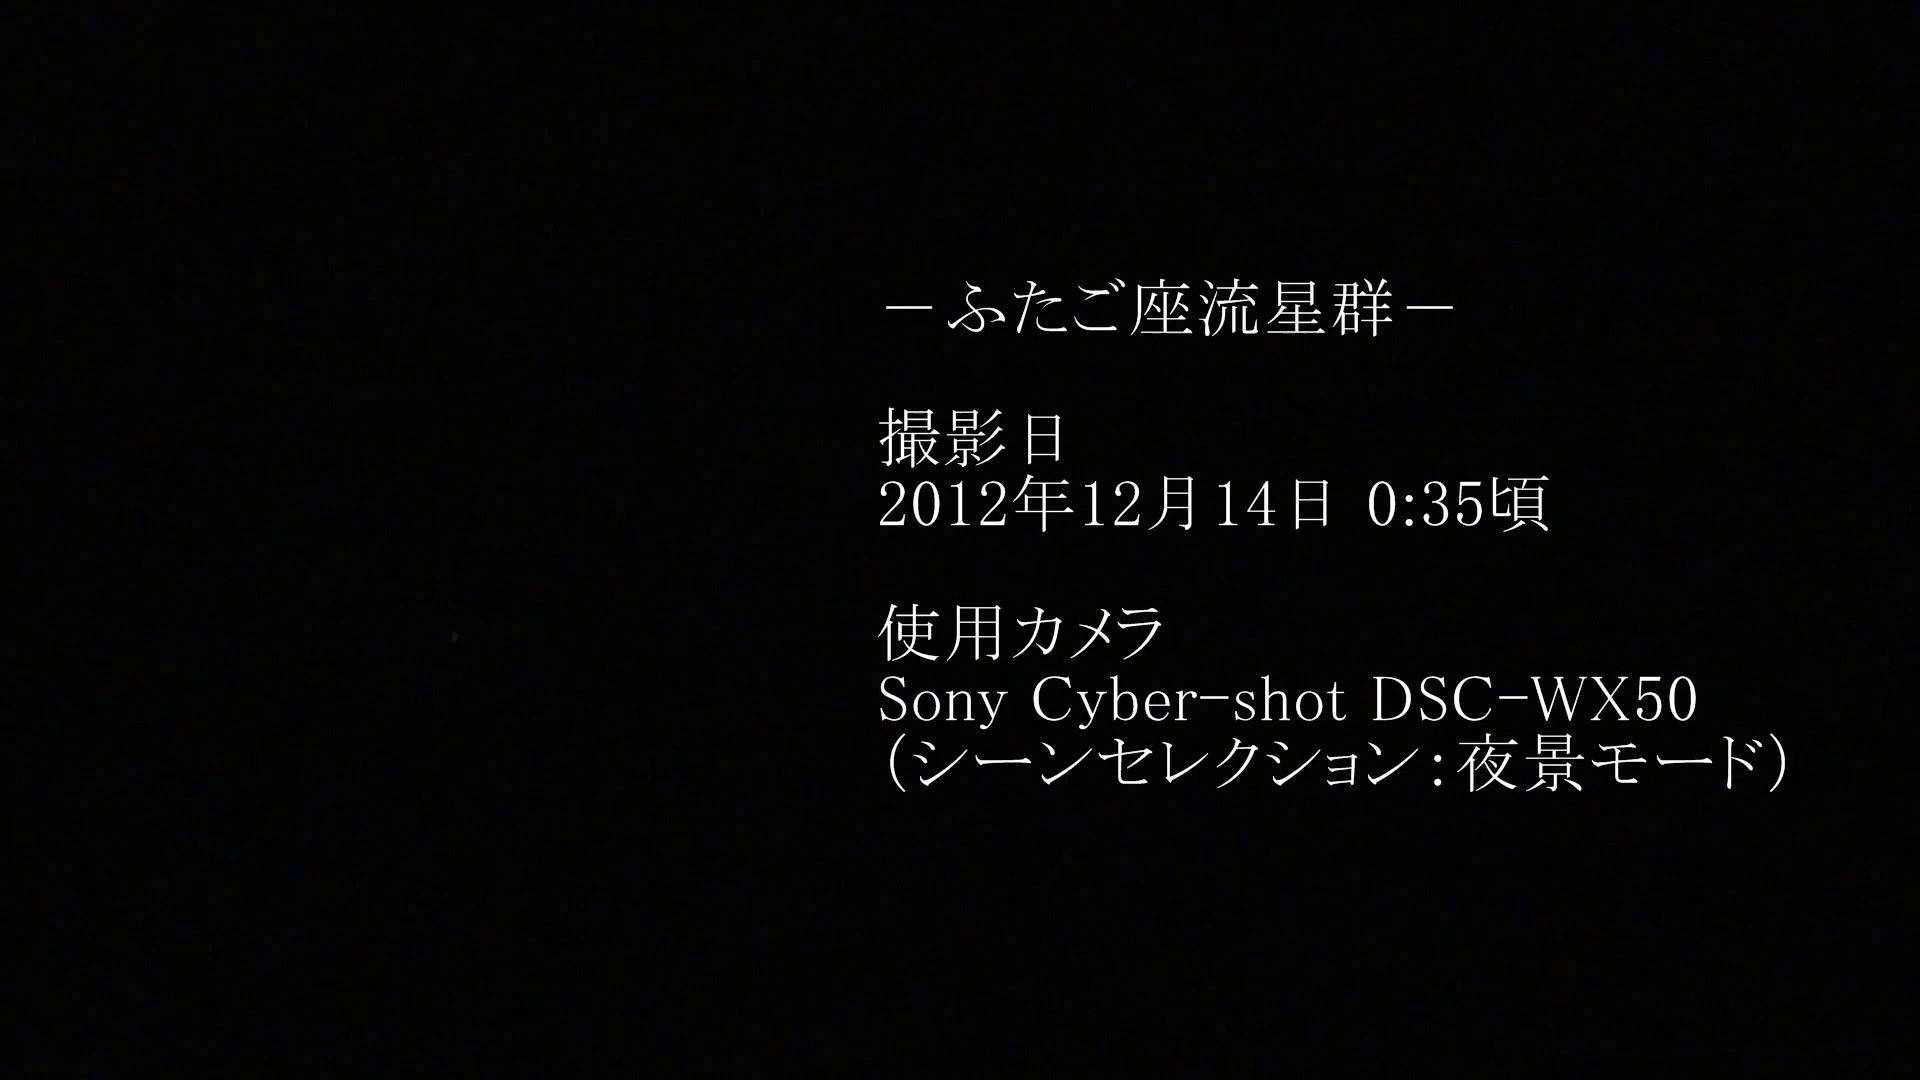 －ふたご座流星群－
撮影日
2012年12月14日 0:35頃
使用カメラ
Sony Cyber-shot DSC-WX50
（シーンセレクション：夜景モード）